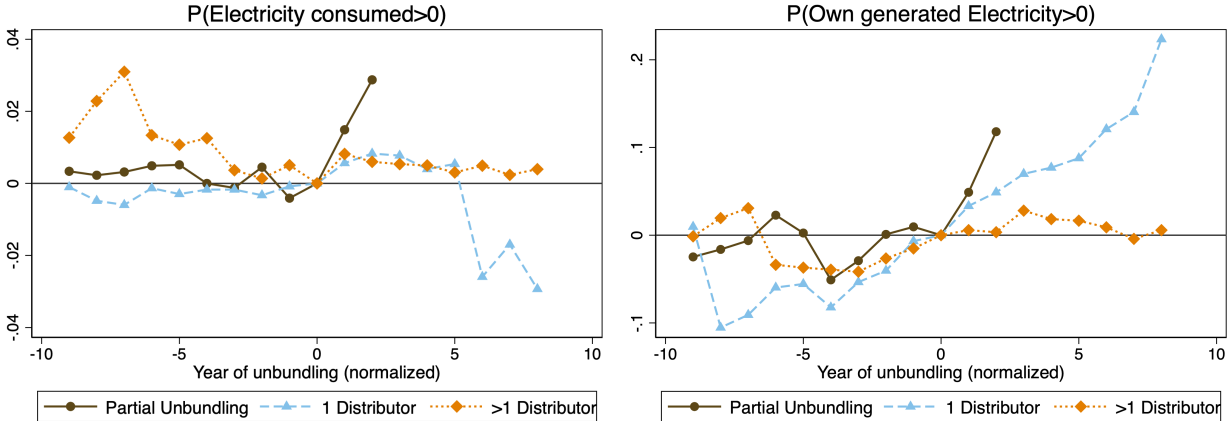 P(Electricity consumed>0)
.04
.02
0
-.02
-.04
-10
-5
0
5
10
Year of unbundling (normalized)
Partial Unbundling
1 Distributor
>1 Distributor
P(Own generated Electricity>0)
.2
.1
0
-.1
-10
-5
0
5
10
Year of unbundling (normalized)
Partial Unbundling
1 Distributor
>1 Distributor